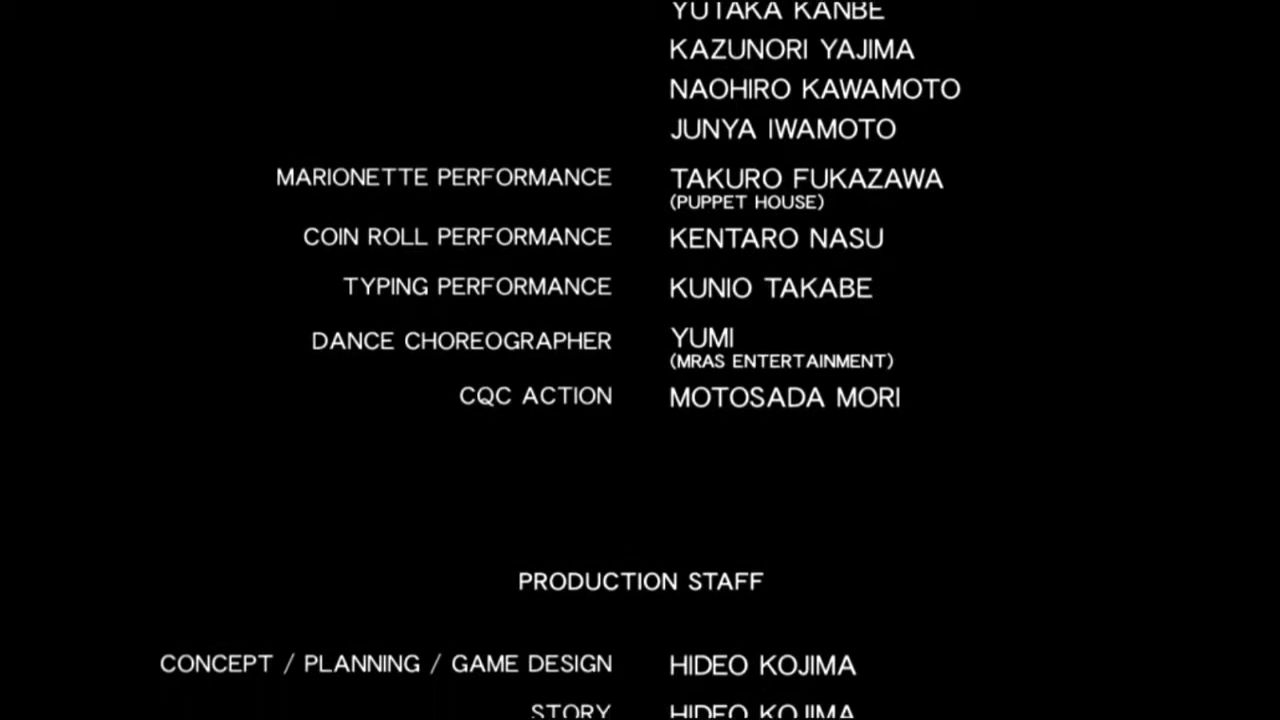 YUTAKA KANBE
KAZUNORI YAJIMA
NAOHIRO KAWAMOTO
JUNYA IWAMOTO
MARIONETTE PERFORMANCE TAKURO FUKAZAWA
(PUPPET HOUSE)
COIN ROLL PERFORMANCE KENTARO NASU
TYPING PERFORMANCE KUNIO TAKABE
DANCE CHOREOGRAPHER YUMI
(MRAS ENTERTAINMENT)
CQC ACTION MOTOSADA MORI
PRODUCTION STAFF
CONCEPT / PLANNING / GAME DESIGN HIDEO KOJIMA
STORY HIDEO KOJIMA